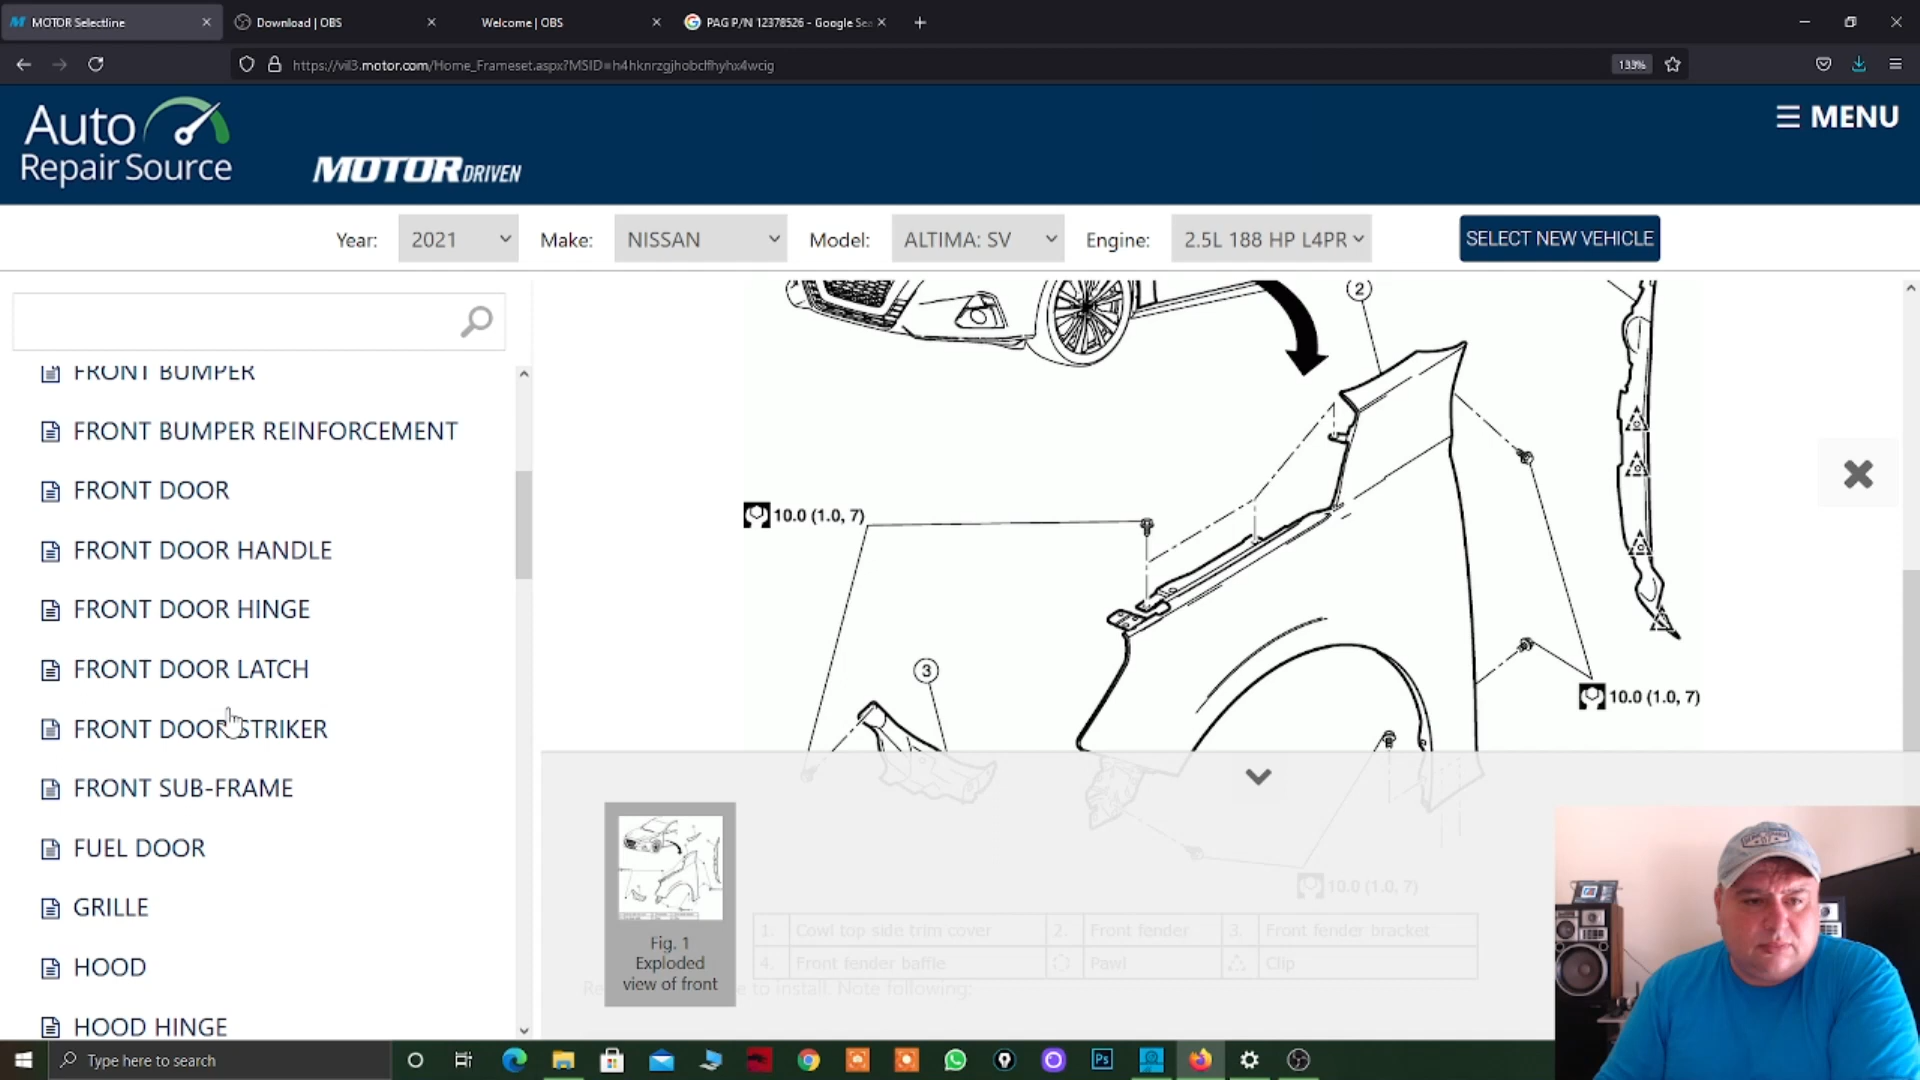 MOTOR Selectline
Download | OBS
Welcome | OBS
PAG P/N 12378526 - Google Se
https://vil3.motor.com/Home_Frameset.aspx?MSID=h4hknrzgjhobclfhyhx4wcig
133%
Auto
Repair Source
MOTOR DRIVEN
MENU
Year: 2021 Make: NISSAN Model: ALTIMA: SV Engine: 2.5L 188 HP L4PR
SELECT NEW VEHICLE
FRONT BUMPER
FRONT BUMPER REINFORCEMENT
FRONT DOOR
FRONT DOOR HANDLE
FRONT DOOR HINGE
FRONT DOOR LATCH
FRONT DOOR STRIKER
FRONT SUB-FRAME
FUEL DOOR
GRILLE
HOOD
HOOD HINGE
2
10.0 (1.0, 7)
3
10.0 (1.0, 7)
10.0 (1.0, 7)
1. Cowl top side trim cover 2. Front fender 3. Front fender bracket
4. Front fender baffle Pawl Clip
Fig. 1
Exploded
view of front
to install. Note following:
Type here to search
Ps